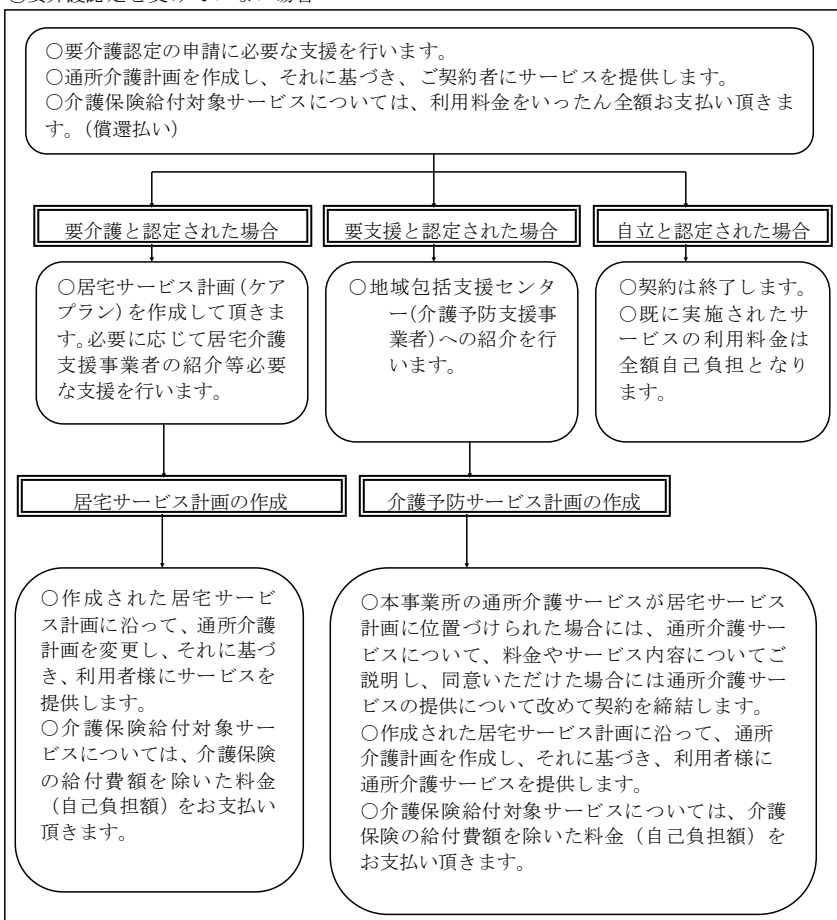 ○要介護認定の申請に必要な支援を行います。
○通所介護計画を作成し、それに基づき、ご契約者にサービスを提供します。
○介護保険給付対象サービスについては、利用料金をいったん全額お支払い頂きま
す。（償還払い）
要介護と認定された場合
要支援と認定された場合
自立と認定された場合
○居宅サービス計画(ケア
プラン)を作成して頂きま
す。必要に応じて居宅介護
支援事業者の紹介等必要
な支援を行います。
○地域包括支援センタ
ー(介護予防支援事
業者)への紹介を行
います。
○契約は終了します。
○既に実施されたサ
ービスの利用料金は
全額自己負担となり
ます。
居宅サービス計画の作成
介護予防サービス計画の作成
○作成された居宅サービ
ス計画に沿って、通所介護
計画を変更し、それに基づ
き、利用者様にサービスを
提供します。
○介護保険給付対象サー
ビスについては、介護保険
の給付費額を除いた料金
（自己負担額）をお支払い
頂きます。
○本事業所の通所介護サービスが居宅サービス
計画に位置づけられた場合には、通所介護サー
ビスについて、料金やサービス内容についてご
説明し、同意いただけた場合には通所介護サービ
スの提供について改めて契約を締結します。
○作成された居宅サービス計画に沿って、通所
介護計画を作成し、それに基づき、利用者様に
通所介護サービスを提供します。
○介護保険給付対象サービスについては、介護
保険の給付費額を除いた料金（自己負担額）を
お支払い頂きます。